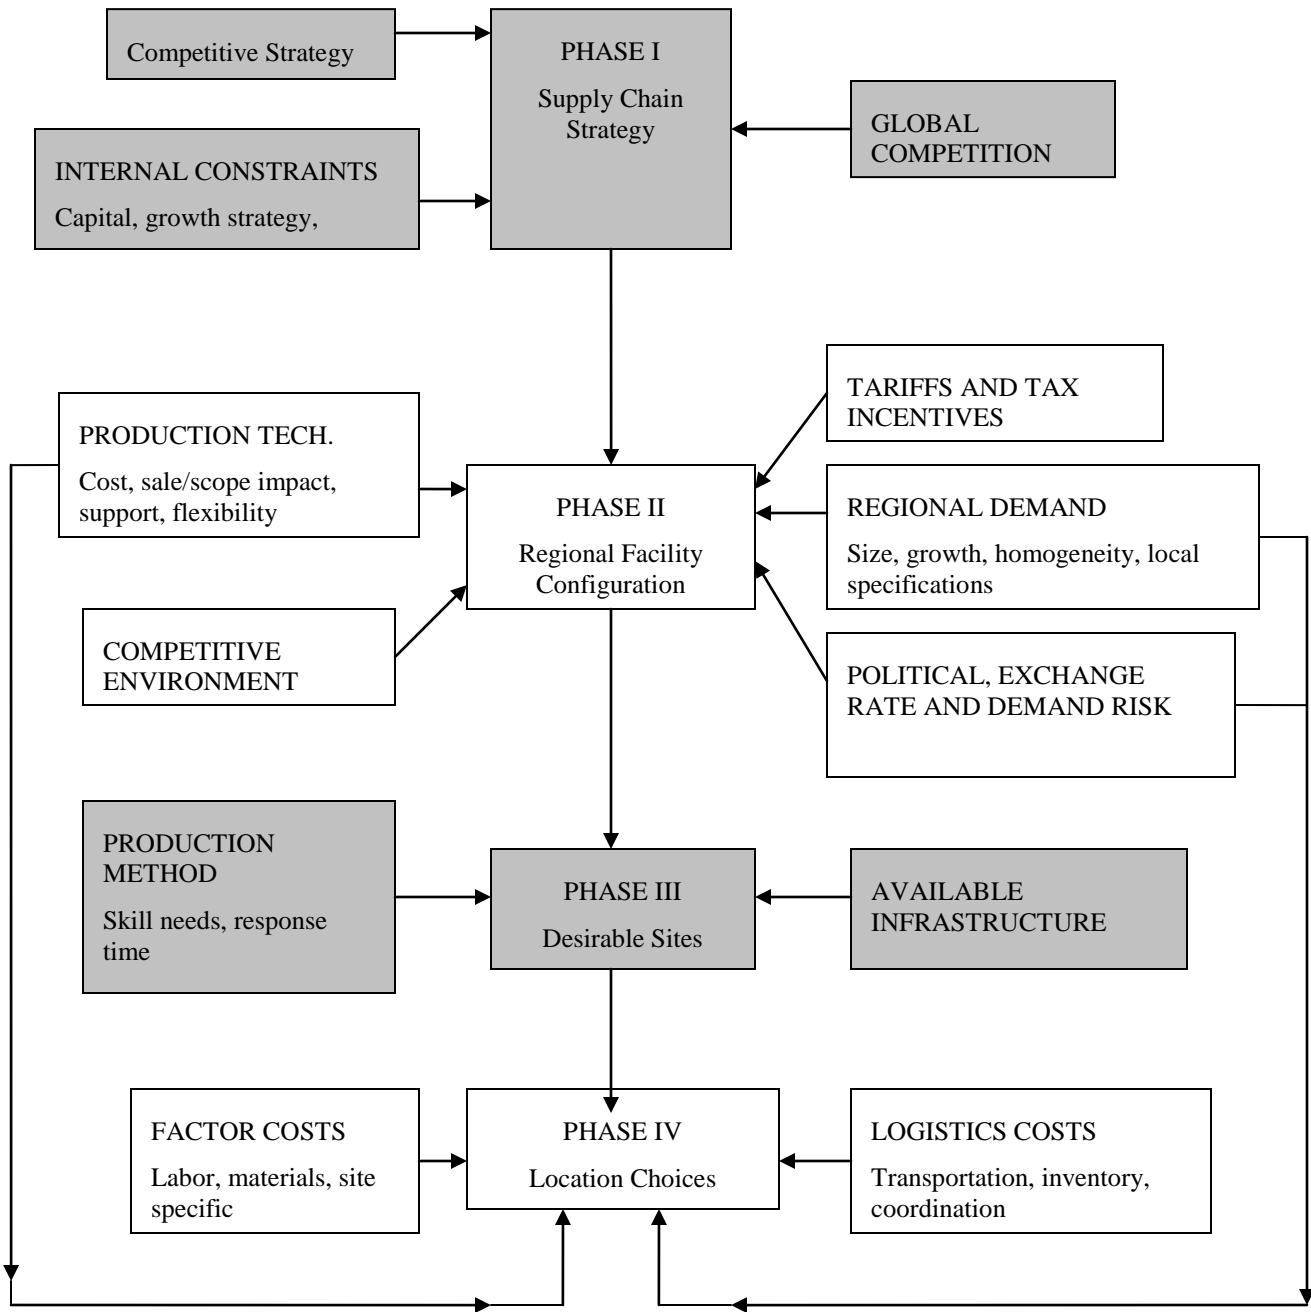 Competitive Strategy
PHASE I
Supply Chain
Strategy
GLOBAL
COMPETITION
INTERNAL CONSTRAINTS
Capital, growth strategy,
TARIFFS AND TAX
INCENTIVES
PRODUCTION TECH.
Cost, sale/scope impact,
support, flexibility
PHASE II
Regional Facility
Configuration
REGIONAL DEMAND
Size, growth, homogeneity, local
specifications
COMPETITIVE
ENVIRONMENT
POLITICAL, EXCHANGE
RATE AND DEMAND RISK
PRODUCTION
METHOD
Skill needs, response
time
PHASE III
Desirable Sites
AVAILABLE
INFRASTRUCTURE
FACTOR COSTS
Labor, materials, site
specific
PHASE IV
Location Choices
LOGISTICS COSTS
Transportation, inventory,
coordination